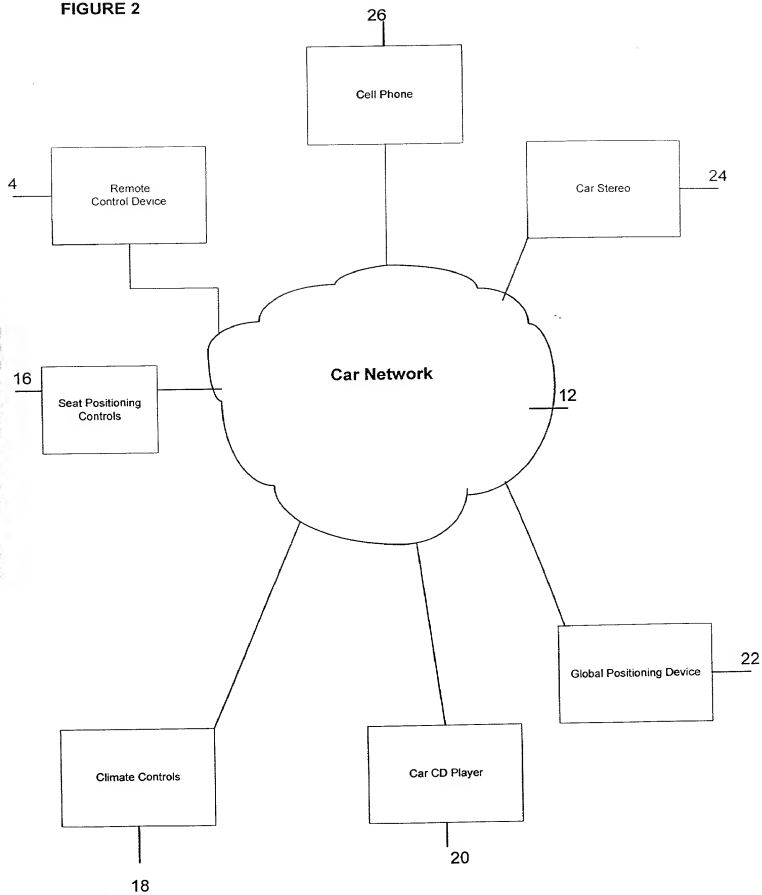 FIGURE 2
26
Cell Phone
4
Remote
Control Device
Car Stereo
24
Car Network
16
Seat Positioning
Controls
12
Global Positioning Device
22
Climate Controls
18
Car CD Player
20